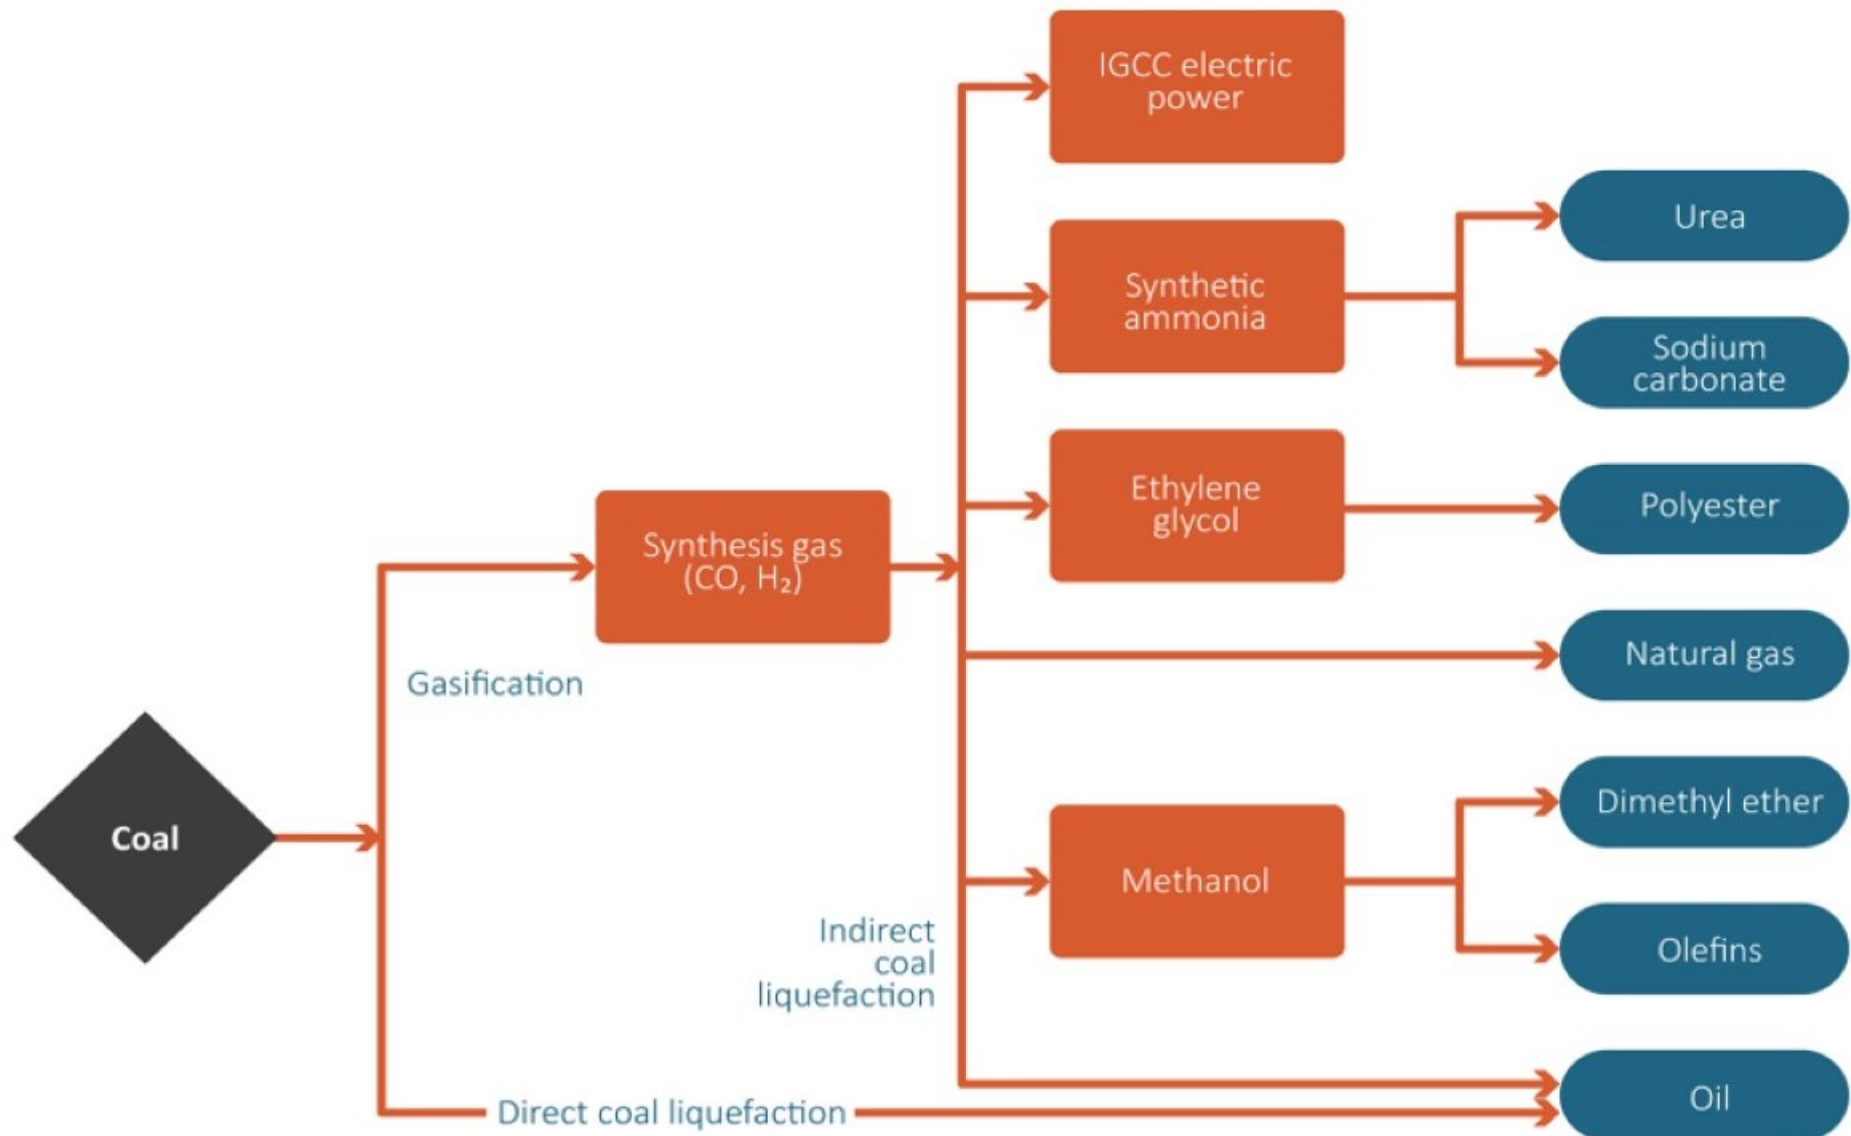 IGCC electric
power
Urea
Synthetic
ammonia
Sodium
carbonate
Ethylene
glycol
Polyester
Synthesis gas
(CO, H₂)
Natural gas
Gasification
Dimethyl ether
Coal
Methanol
Indirect
coal
liquefaction
Olefins
Oil
Direct coal liquefaction